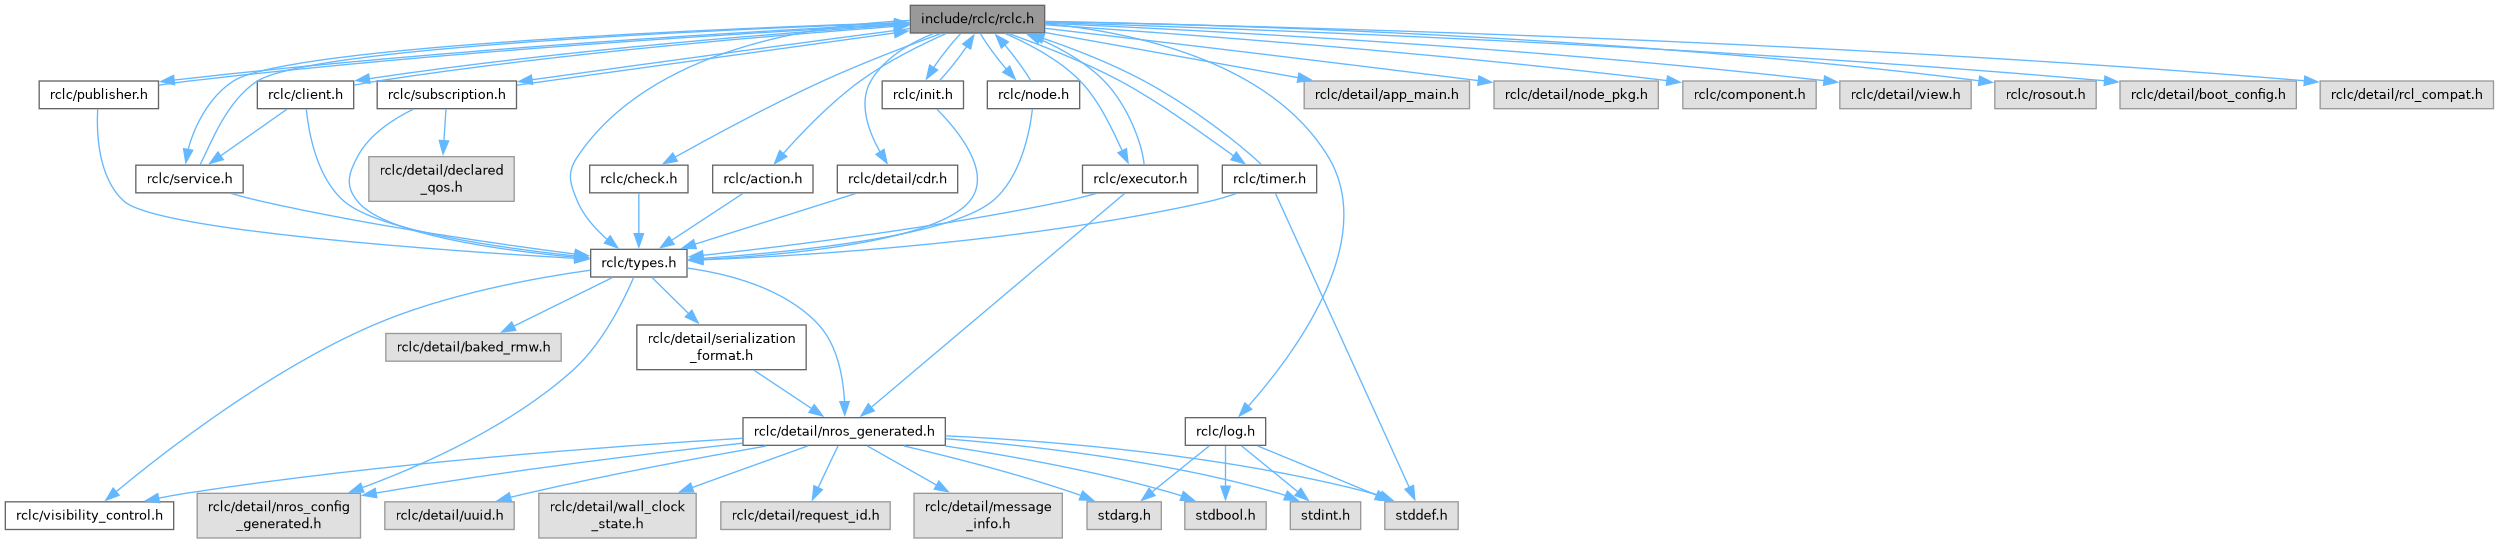 include/rclc/rclc.h
rclc/publisher.h
rclc/client.h
rclc/subscription.h
rclc/init.h
rclc/node.h
rclc/detail/app_main.h
rclc/detail/node_pkg.h
rclc/component.h
rclc/detail/view.h
rclc/rosout.h
rclc/detail/boot_config.h
rclc/detail/rcl_compat.h
rclc/service.h
rclc/detail/declared
_qos.h
rclc/check.h
rclc/action.h
rclc/detail/cdr.h
rclc/executor.h
rclc/timer.h
rclc/types.h
rclc/detail/baked_rmw.h
rclc/detail/serialization
_format.h
rclc/detail/nros_generated.h
rclc/log.h
rclc/visibility_control.h
rclc/detail/nros_config
_generated.h
rclc/detail/uuid.h
rclc/detail/wall_clock
_state.h
rclc/detail/request_id.h
rclc/detail/message
_info.h
stdarg.h
stdbool.h
stdint.h
stddef.h